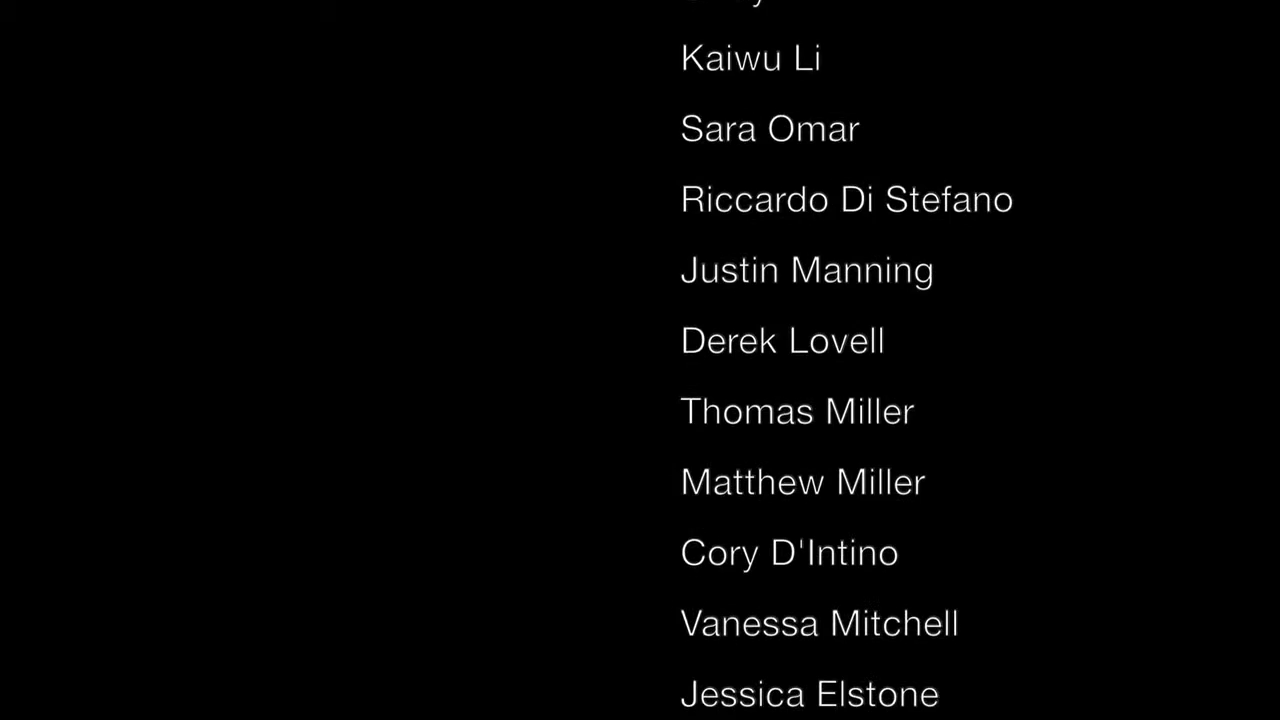 Kaiwu Li
Sara Omar
Riccardo Di Stefano
Justin Manning
Derek Lovell
Thomas Miller
Matthew Miller
Cory D'Intino
Vanessa Mitchell
Jessica Elstone